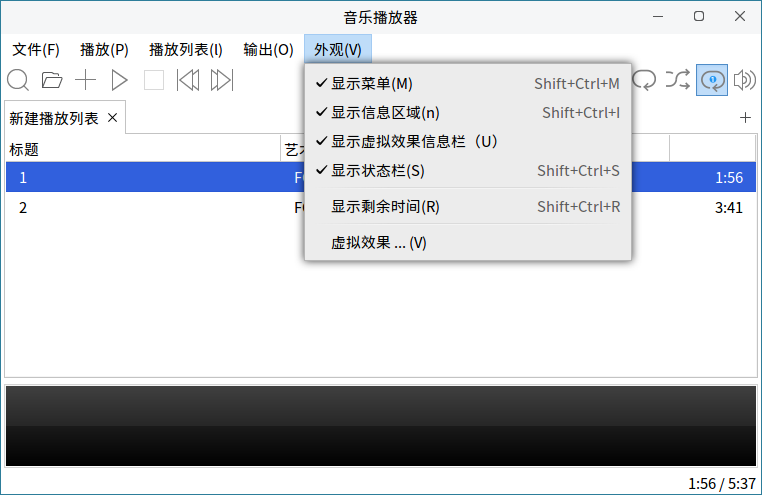 音乐播放器
文件(F) 播放(P) 播放列表(l) 输出(O) 外观(V)
新建播放列表
标题
显示菜单(M) Shift+Ctrl+M
显示信息区域(n) Shift+Ctrl+I
显示虚拟效果信息栏（U）
显示状态栏(S) Shift+Ctrl+S
显示剩余时间(R) Shift+Ctrl+R
虚拟效果 ... (V)
1 1:56
2 3:41
1:56 / 5:37